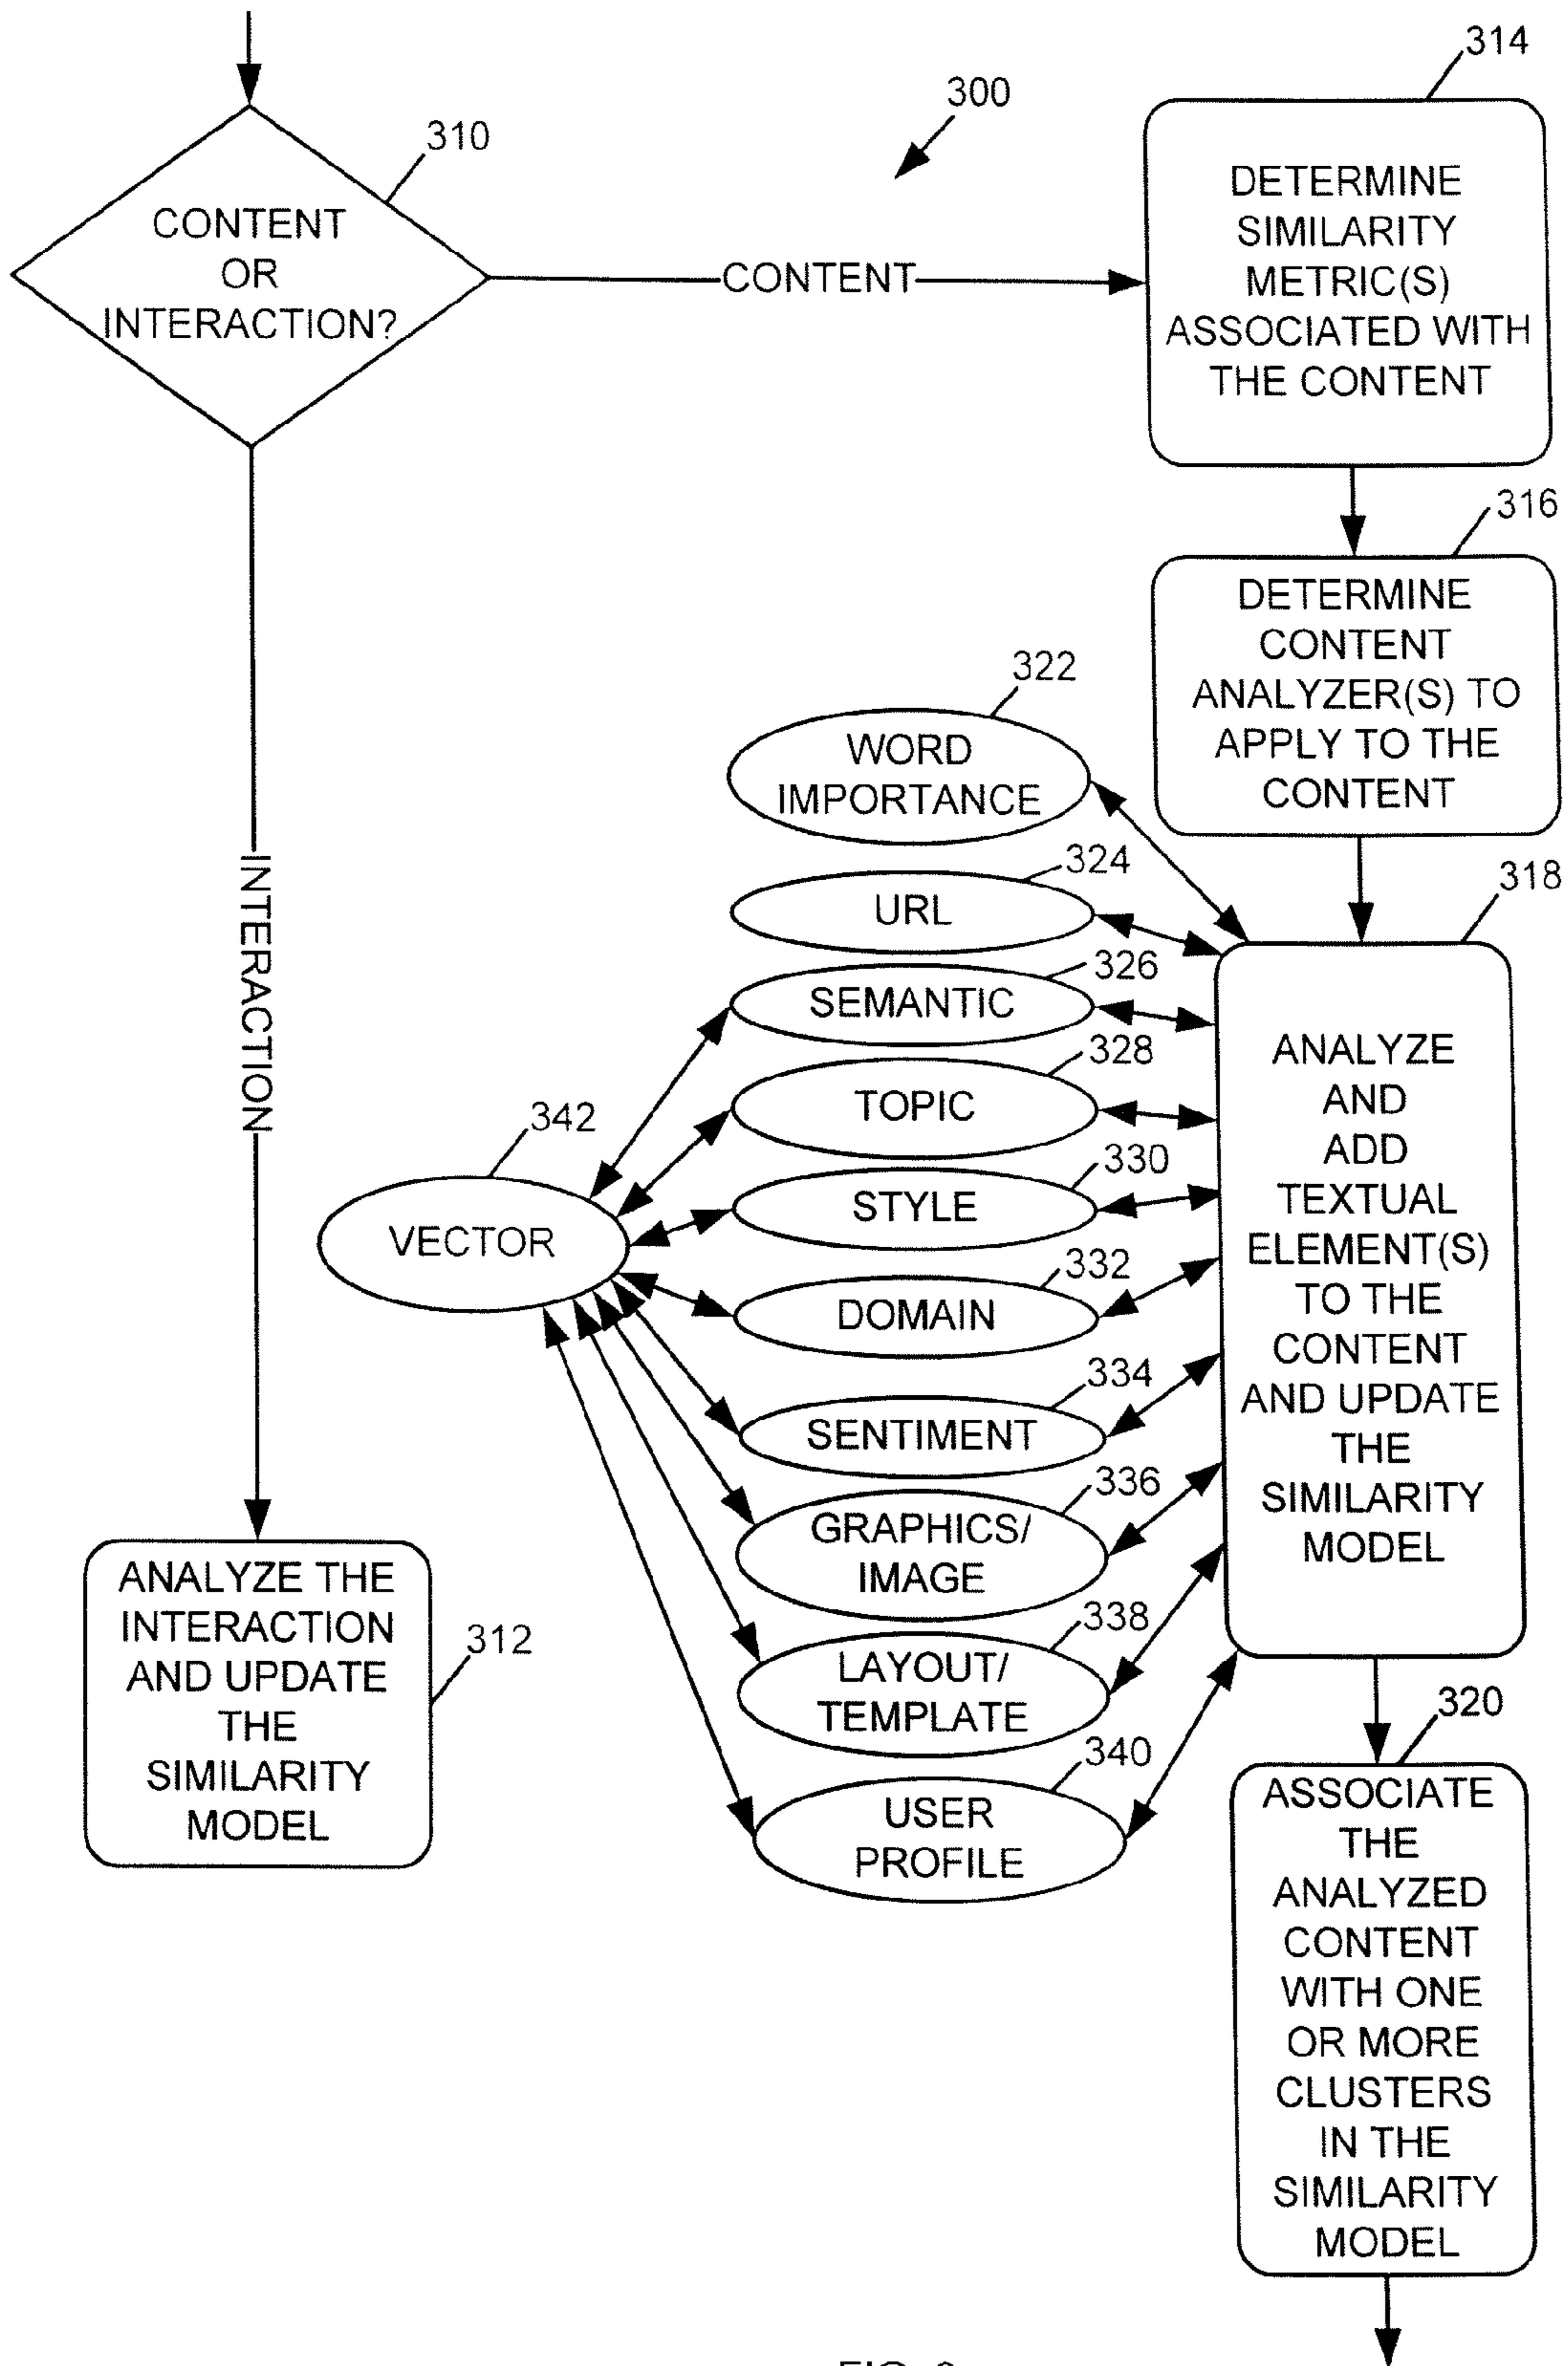 300
310
CONTENT
OR
INTERACTION?
CONTENT
INTERACTION
314
DETERMINE
SIMILARITY
METRIC(S)
ASSOCIATED WITH
THE CONTENT
316
DETERMINE
CONTENT
ANALYZER(S) TO
APPLY TO THE
CONTENT
322
WORD
IMPORTANCE
324
URL
326
SEMANTIC
328
TOPIC
330
STYLE
332
DOMAIN
334
SENTIMENT
336
GRAPHICS/
IMAGE
338
LAYOUT/
TEMPLATE
340
USER
PROFILE
342
VECTOR
318
ANALYZE
AND
ADD
TEXTUAL
ELEMENT(S)
TO THE
CONTENT
AND UPDATE
THE
SIMILARITY
MODEL
312
ANALYZE THE
INTERACTION
AND UPDATE
THE
SIMILARITY
MODEL
320
ASSOCIATE
THE
ANALYZED
CONTENT
WITH ONE
OR MORE
CLUSTERS
IN THE
SIMILARITY
MODEL